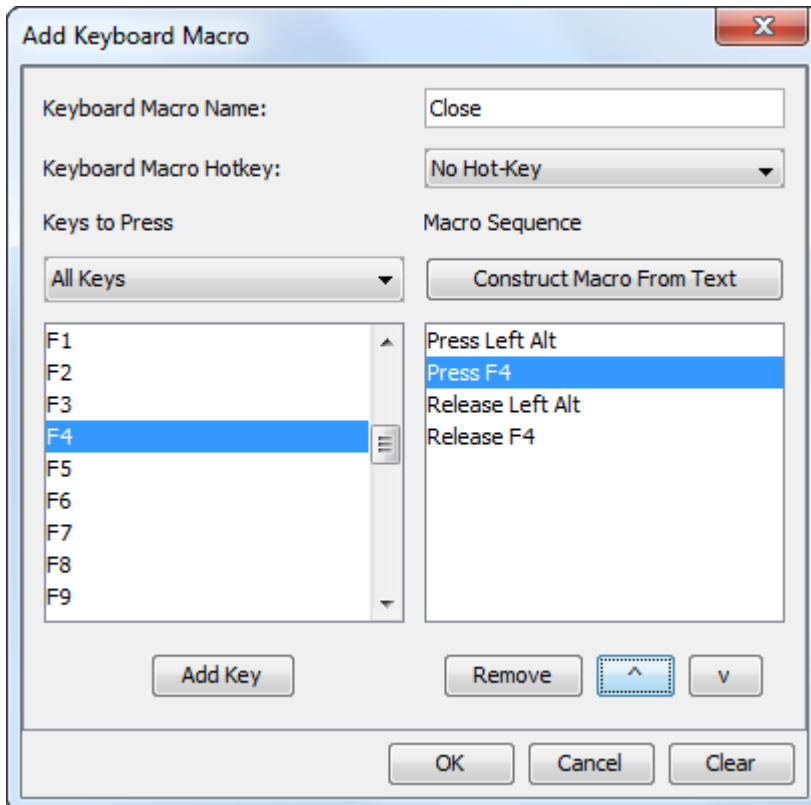 Add Keyboard Macro
Keyboard Macro Name: Close
Keyboard Macro Hotkey: No Hot-Key
Keys to Press Macro Sequence
All Keys Construct Macro From Text
F1
F2
F3
F4
F5
F6
F7
F8
F9
Press Left Alt
Press F4
Release Left Alt
Release F4
Add Key Remove ^ v
OK Cancel Clear